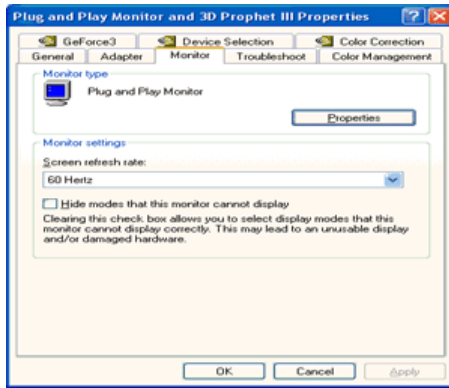 Plug and Play Monitor and 3D Prophet III Properties
GeForce3 Device Selection Color Correction
General Adapter Monitor Troubleshoot Color Management
Monitor type
Plug and Play Monitor
Properties
Monitor settings
Screen refresh rate:
60 Hertz
Hide modes that this monitor cannot display
Clearing this check box allows you to select display modes that this
monitor cannot display correctly. This may lead to an unusable display
and/or damaged hardware.
OK Cancel Apply